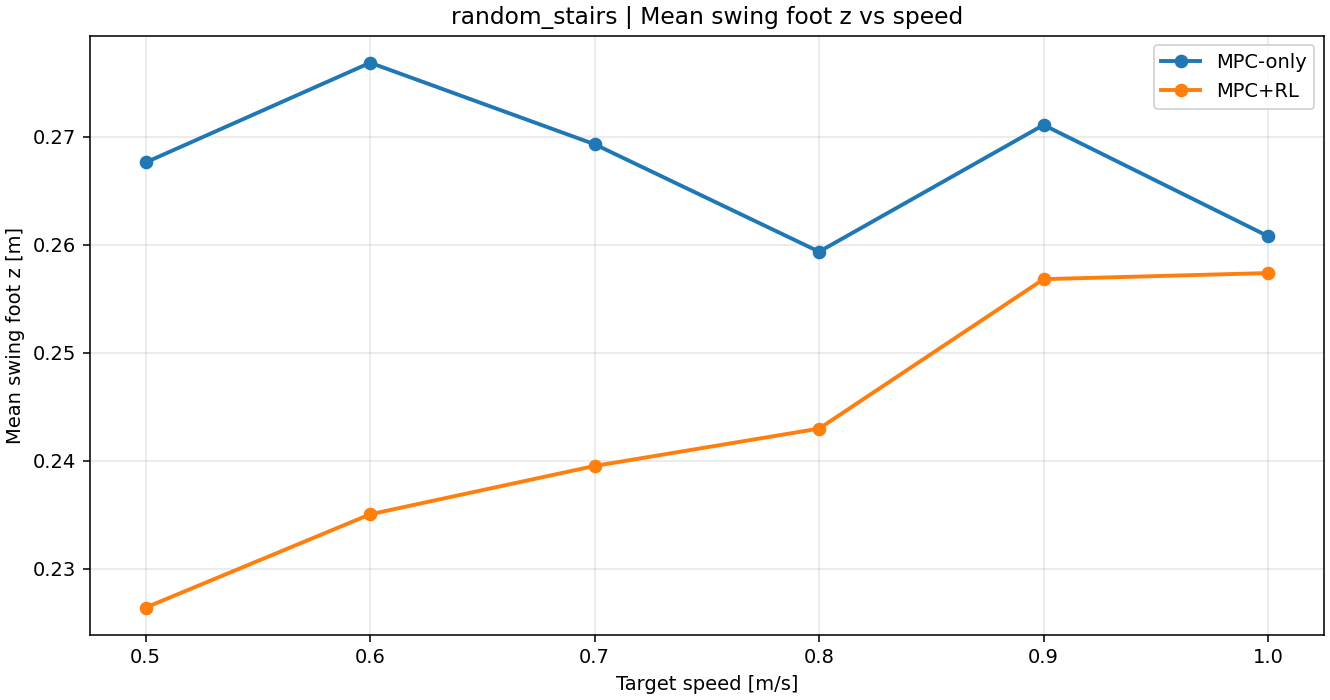 random_stairs | Mean swing foot z vs speed
MPC-only
MPC+RL
Mean swing foot z [m]
0.27
0.26
0.25
0.24
0.23
0.5 0.6 0.7 0.8 0.9 1.0
Target speed [m/s]